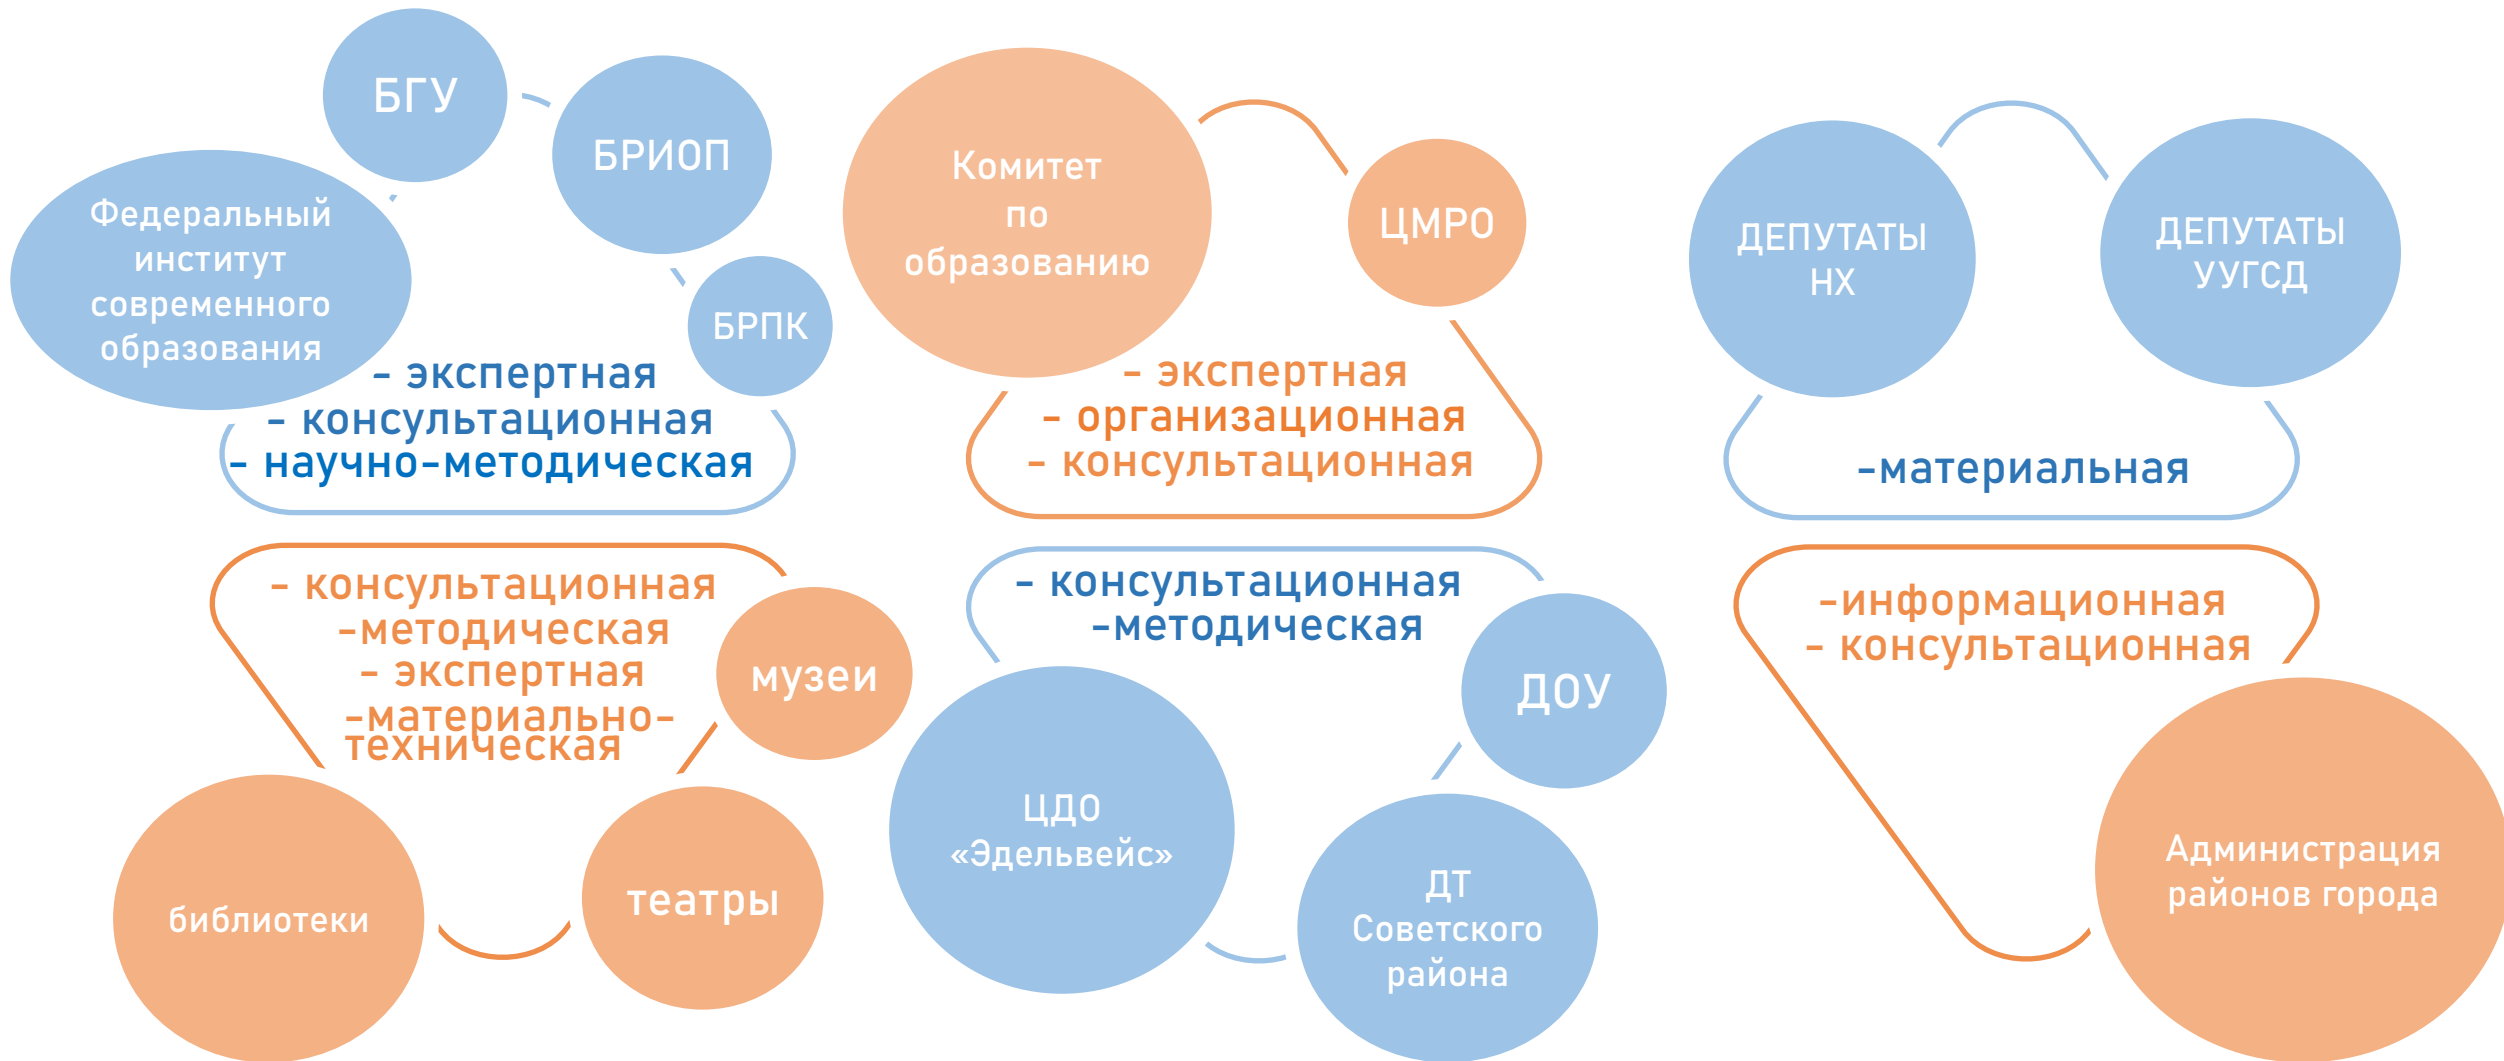 БГУ
БРИОП
Федеральный
институт
современного
образования
БРПК
- экспертная
- консультационная
- научно-методическая
Комитет
по
образованию
ЦМРО
- экспертная
- организационная
- консультационная
ДЕПУТАТЫ
НХ
ДЕПУТАТЫ
УУГСД
-материальная
- консультационная
-методическая
- экспертная
-материально-
техническая
музеи
библиотеки
театры
- консультационная
-методическая
ДОУ
ЦДО
«Эдельвейс»
ДТ
Советского
района
-информационная
- консультационная
Администрация
районов города